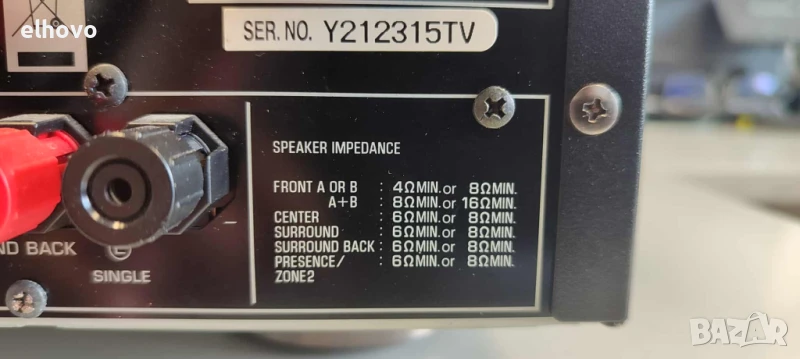 elhovo
SER. NO. Y212315TV
SPEAKER IMPEDANCE
FRONT A OR B : 4ΩMIN. or 8ΩMIN.
A+B : 8ΩMIN. or 16ΩMIN.
CENTER : 6ΩMIN. or 8ΩMIN.
SURROUND : 6ΩMIN. or 8ΩMIN.
SURROUND BACK : 6ΩMIN. or 8ΩMIN.
PRESENCE/ : 6ΩMIN. or 8ΩMIN.
ZONE2
ND BACK
SINGLE
BAZAR